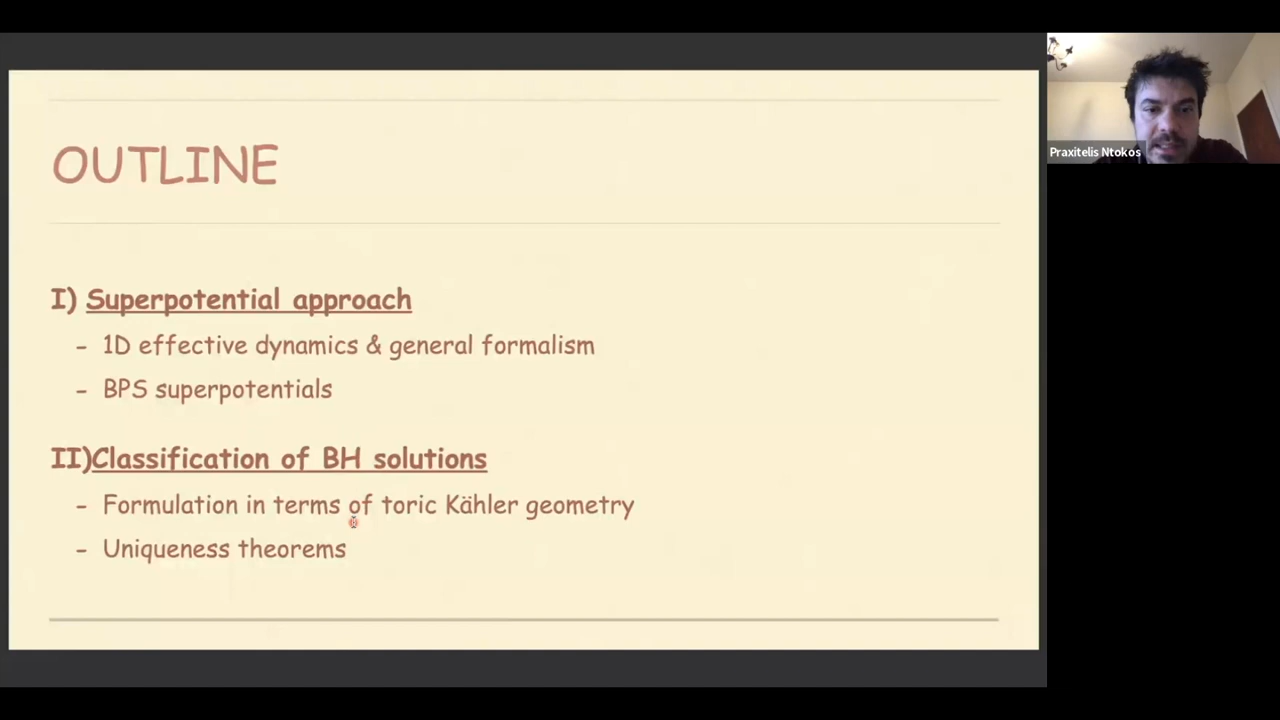 OUTLINE
I) Superpotential approach
- 1D effective dynamics & general formalism
- BPS superpotentials
II)Classification of BH solutions
- Formulation in terms of toric Kähler geometry
- Uniqueness theorems
Praxitelis Ntokos